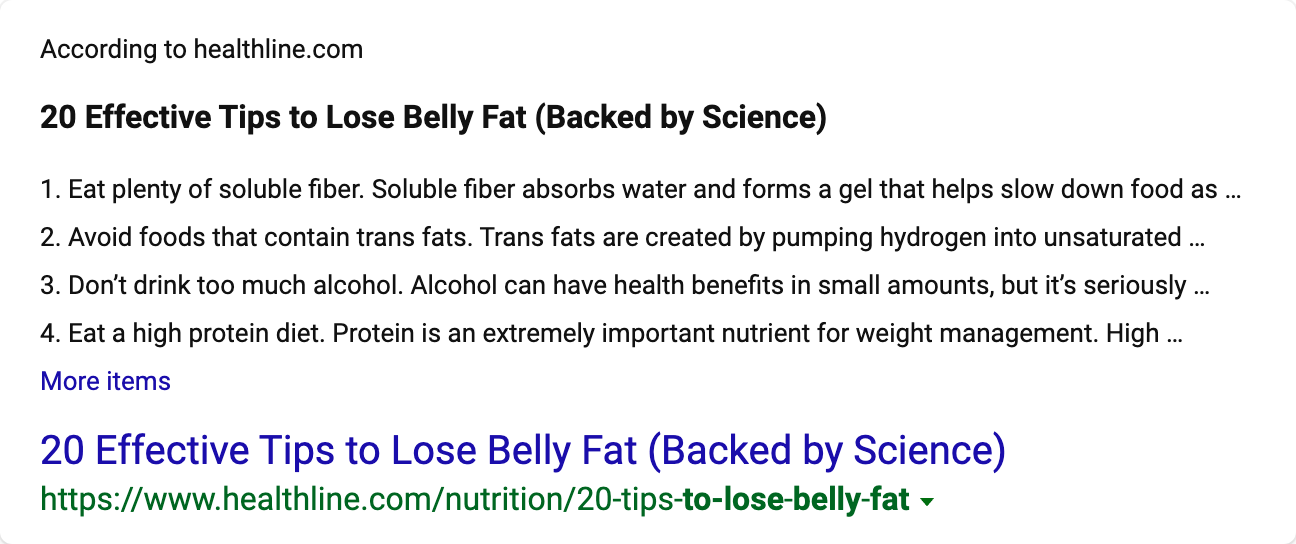 According to healthline.com
20 Effective Tips to Lose Belly Fat (Backed by Science)
1. Eat plenty of soluble fiber. Soluble fiber absorbs water and forms a gel that helps slow down food as ...
2. Avoid foods that contain trans fats. Trans fats are created by pumping hydrogen into unsaturated ...
3. Don’t drink too much alcohol. Alcohol can have health benefits in small amounts, but it’s seriously ...
4. Eat a high protein diet. Protein is an extremely important nutrient for weight management. High ...
More items
20 Effective Tips to Lose Belly Fat (Backed by Science)
https://www.healthline.com/nutrition/20-tips-to-lose-belly-fat